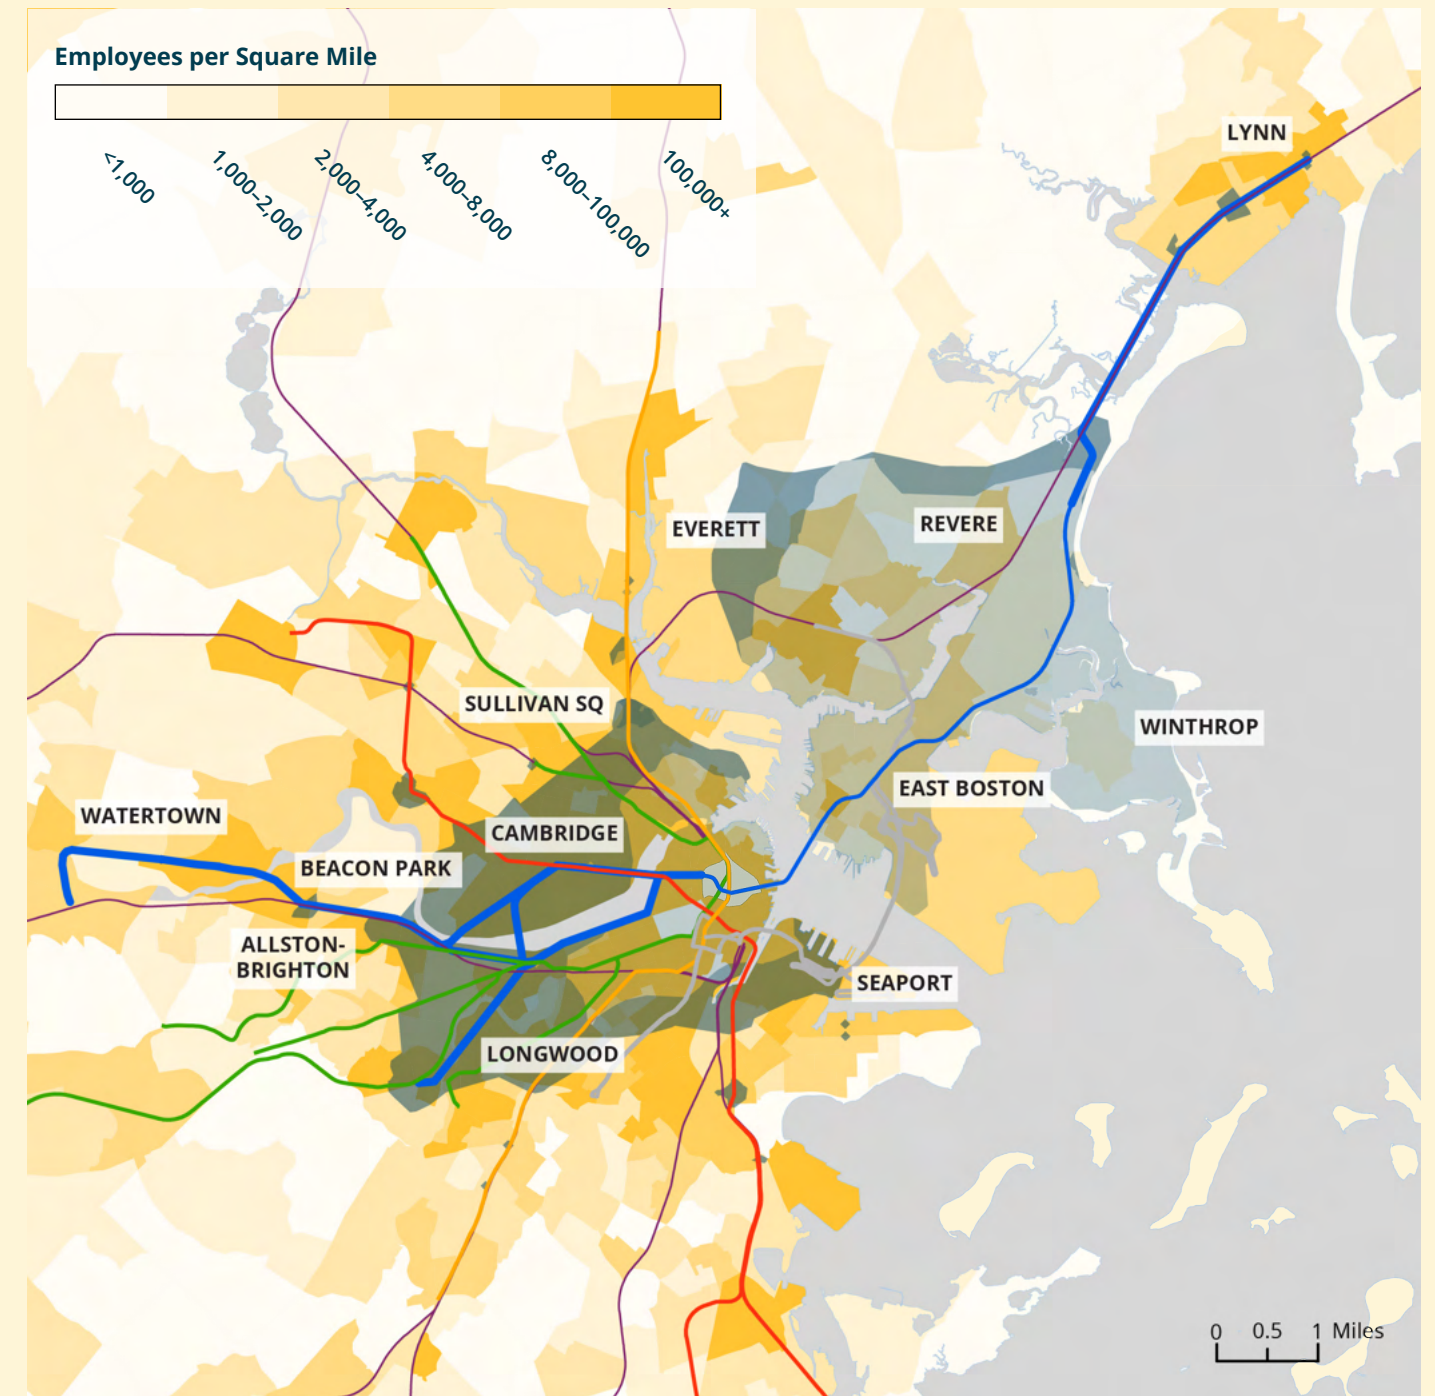 Employees per Square Mile
<1,000
1,000–2,000
2,000–4,000
4,000–8,000
8,000–100,000
100,000+
LYNN
EVERETT
REVERE
SULLIVAN SQ
WINTHROP
EAST BOSTON
WATERTOWN
CAMBRIDGE
BEACON PARK
ALLSTON-
BRIGHTON
SEAPORT
LONGWOOD
0 0.5 1 Miles